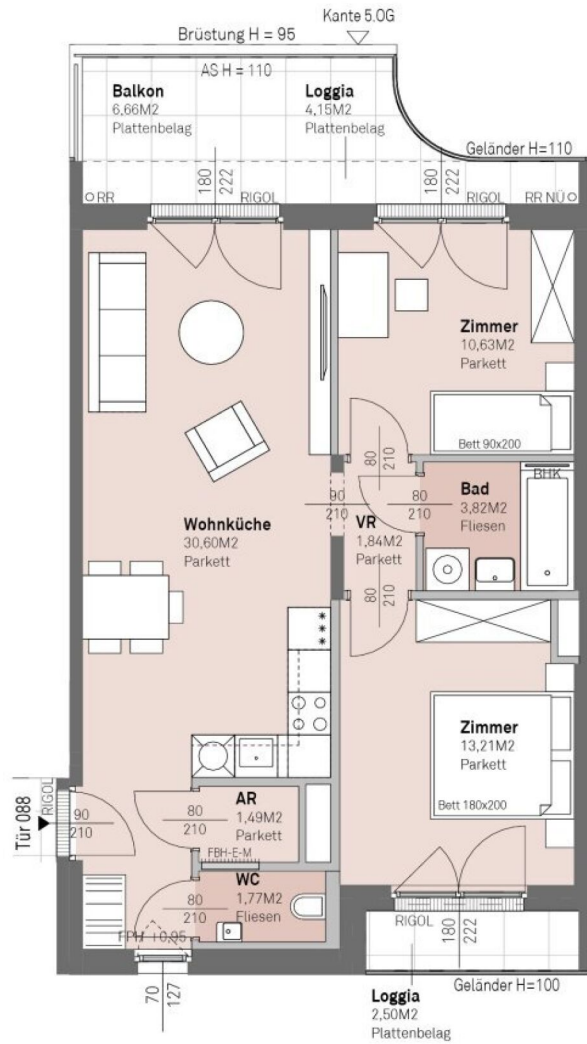 Kante 5.OG
Brüstung H = 95
AS H = 110
Balkon
6,66M2
Plattenbelag
Loggia
4,15M2
Plattenbelag
Geländer H=110
180
222
180
222
RR
RIGOL
RIGOL
RR NÜ
Zimmer
10,63M2
Parkett
Bett 90x200
80
210
BHK
Bad
3,82M2
Fliesen
90
210
80
210
VR
1,84M2
Parkett
Wohnküche
30,60M2
Parkett
80
210
Zimmer
13,21M2
Parkett
Bett 180x200
RIGOL
Tür 088
90
210
AR
1,49M2
Parkett
80
210
FBH-E-M
WC
1,77M2
Fliesen
80
210
FPH +0,95
RIGOL
180
222
70
127
Geländer H=100
Loggia
2,50M2
Plattenbelag